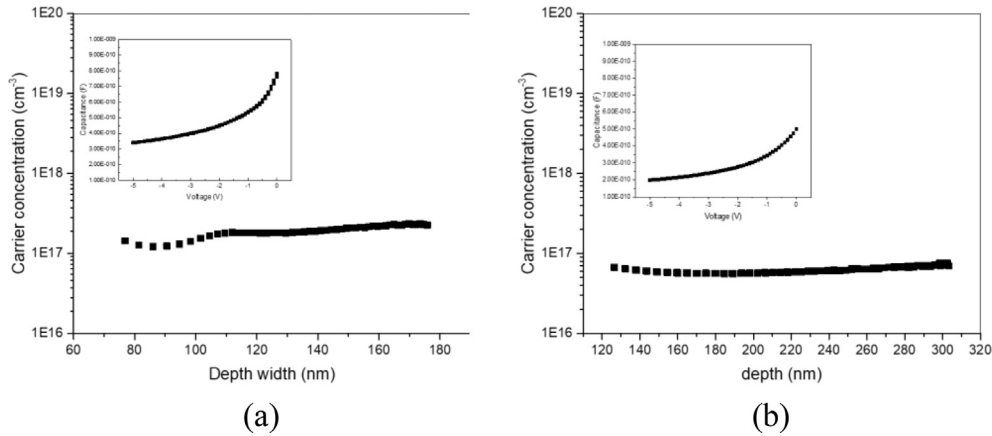 1E20
1E19
1E18
1E17
1E16
Carrier concentration (cm-3)
60 80 100 120 140 160 180
Depth width (nm)
1.00E-009
9.00E-010
8.00E-010
7.00E-010
6.00E-010
5.00E-010
4.00E-010
3.00E-010
2.00E-010
1.00E-010
Capacitance (F)
-5 -4 -3 -2 -1 0
Voltage (V)
(a)
1E20
1E19
1E18
1E17
1E16
Carrier concentration (cm-3)
120 140 160 180 200 220 240 260 280 300 320
depth (nm)
1.00E-009
9.00E-010
8.00E-010
7.00E-010
6.00E-010
5.00E-010
4.00E-010
3.00E-010
2.00E-010
1.00E-010
Capacitance (F)
-5 -4 -3 -2 -1 0
Voltage (V)
(b)